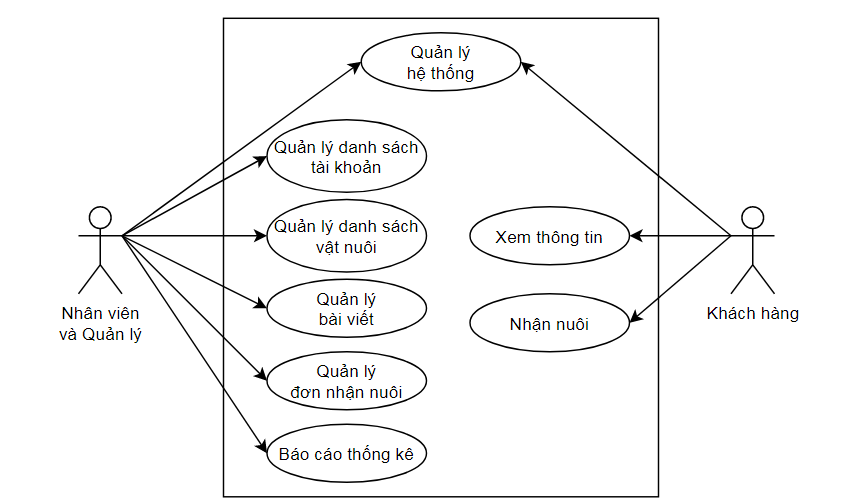 Quản lý
hệ thống
Quản lý danh sách
tài khoản
Quản lý danh sách
vật nuôi
Xem thông tin
Quản lý
bài viết
Nhận nuôi
Nhân viên
và Quản lý
Khách hàng
Quản lý
đơn nhận nuôi
Báo cáo thống kê